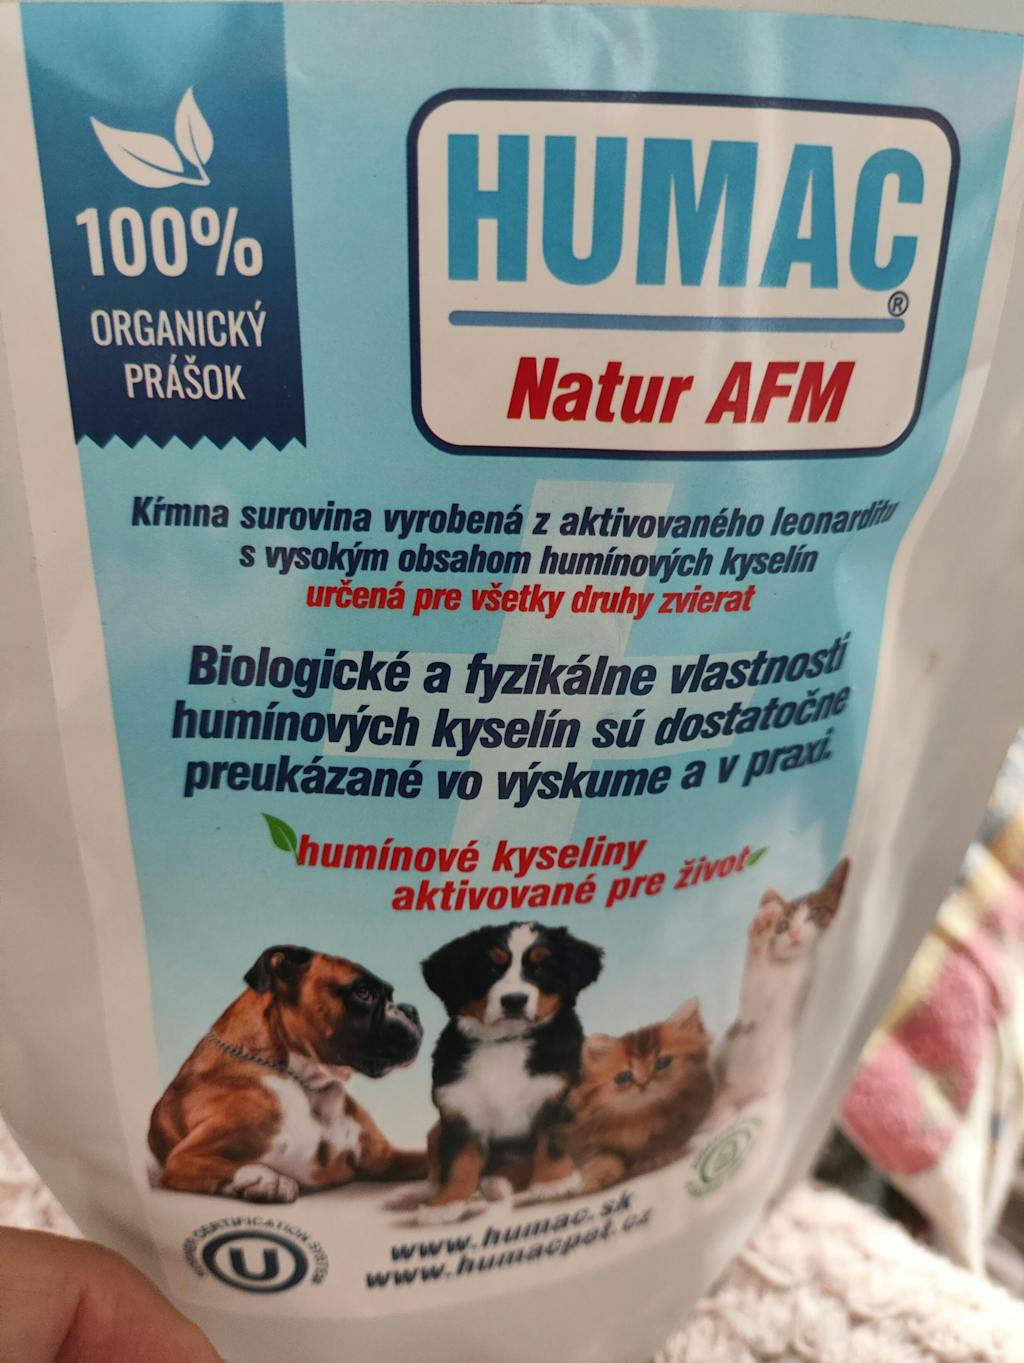 100%
ORGANICKÝ
PRÁŠOK
HUMAC®
Natur AFM
Kŕmna surovina vyrobená z aktivovaného leonarditu
s vysokým obsahom humínových kyselín
určená pre všetky druhy zvierat
Biologické a fyzikálne vlastnosti
humínových kyselín sú dostatočne
preukázané vo výskume a v praxi.
humínové kyseliny
aktivované pre život
www.humac.sk
www.humacpet.cz
CERTIFICATION SYSTEM
U